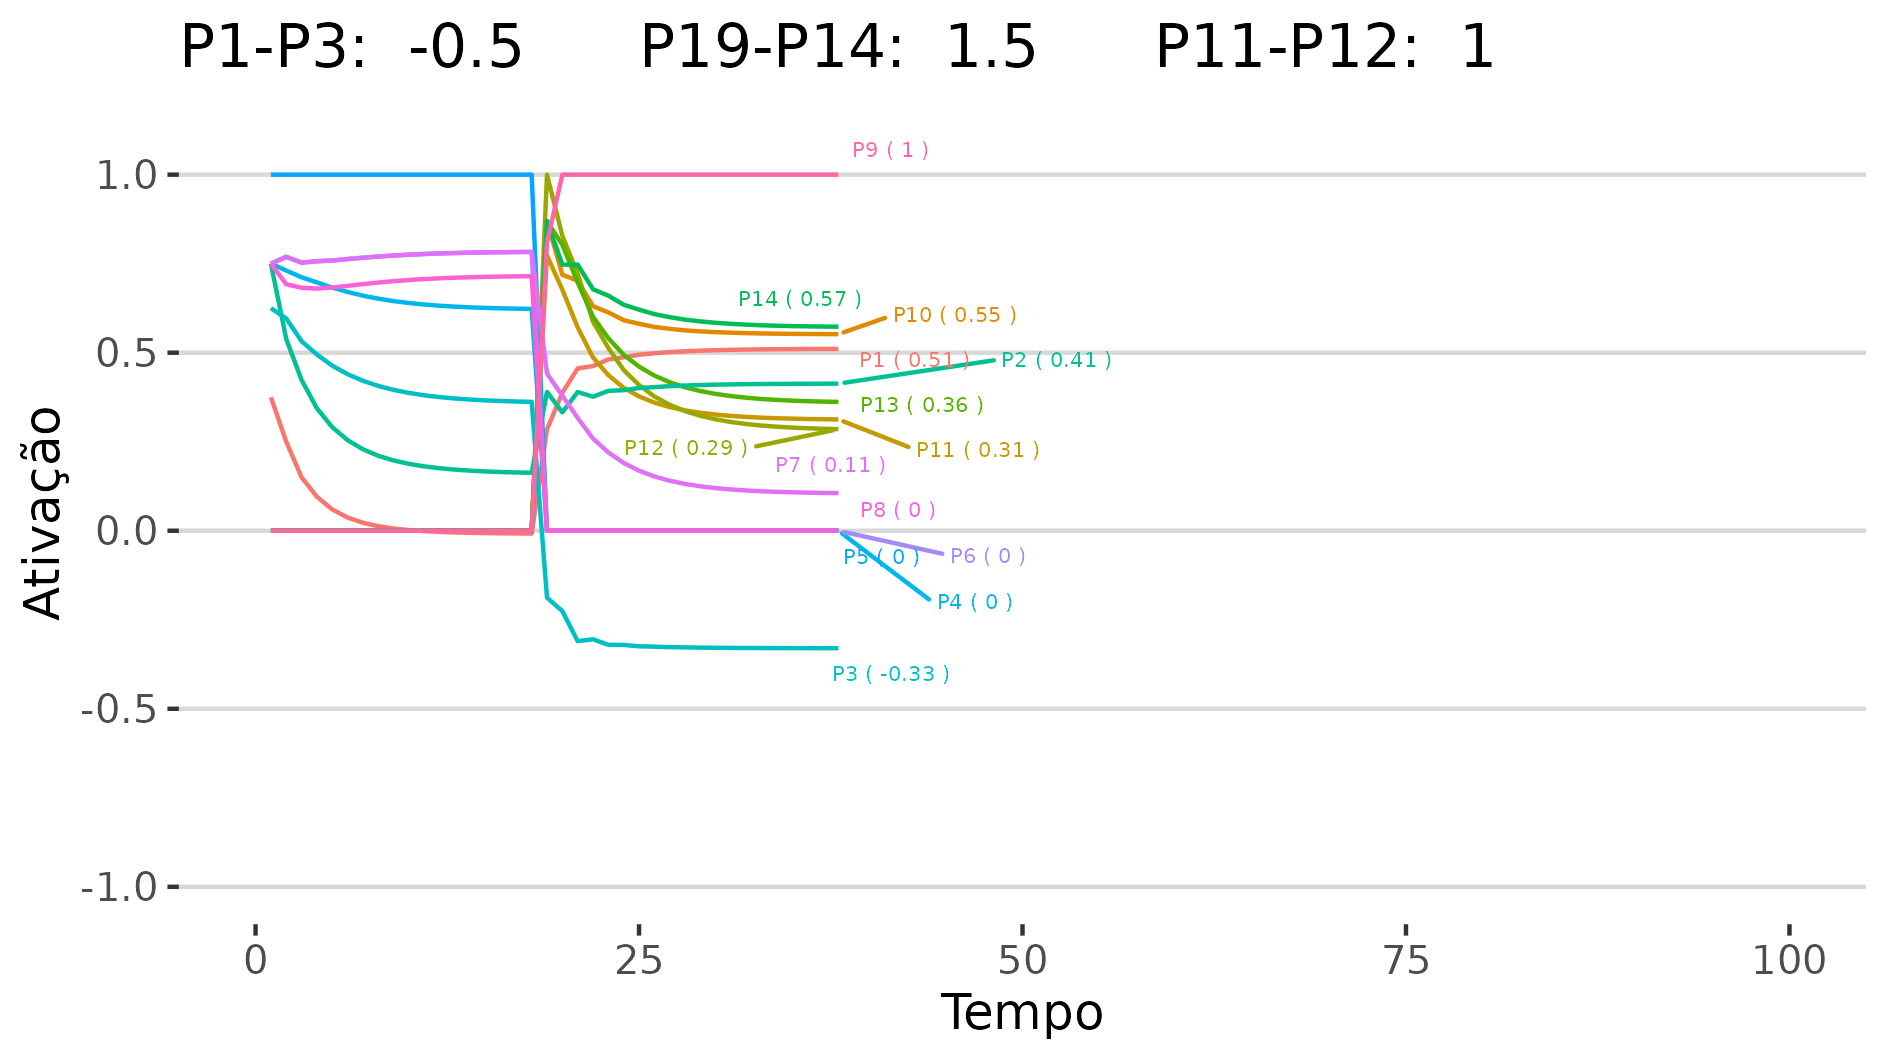 P1-P3:  -0.5    P19-P14:  1.5    P11-P12:  1
P9 ( 1 )
1.0
P14 ( 0.57 )
P10 ( 0.55 )
0.5
P1 ( 0.51 )
P2 ( 0.41 )
P13 ( 0.36 )
P12 ( 0.29 )
P11 ( 0.31 )
P7 ( 0.11 )
P8 ( 0 )
0.0
P5 ( 0 )
P6 ( 0 )
P4 ( 0 )
P3 ( -0.33 )
-0.5
-1.0
Ativação
0 25 50 75 100
Tempo